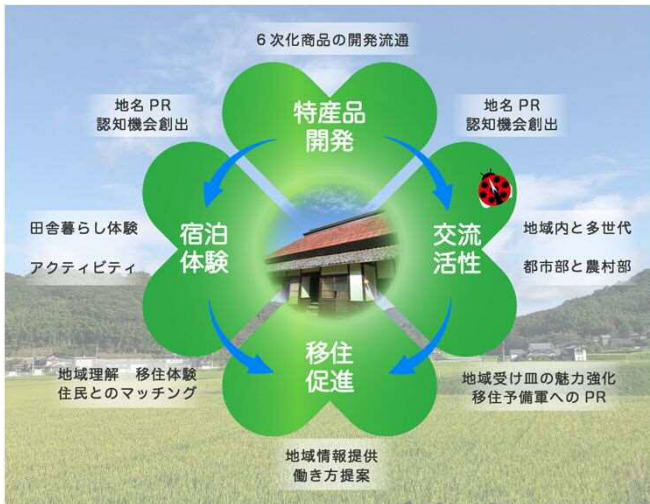 6次化商品の開発流通
地名 PR
認知機会創出
特産品
開発
地名 PR
認知機会創出
田舎暮らし体験
アクティビティ
宿泊
体験
交流
活性
地域内と多世代
都市部と農村部
地域理解 移住体験
住民とのマッチング
移住
促進
地域受け皿の魅力強化
移住予備軍への PR
地域情報提供
働き方提案